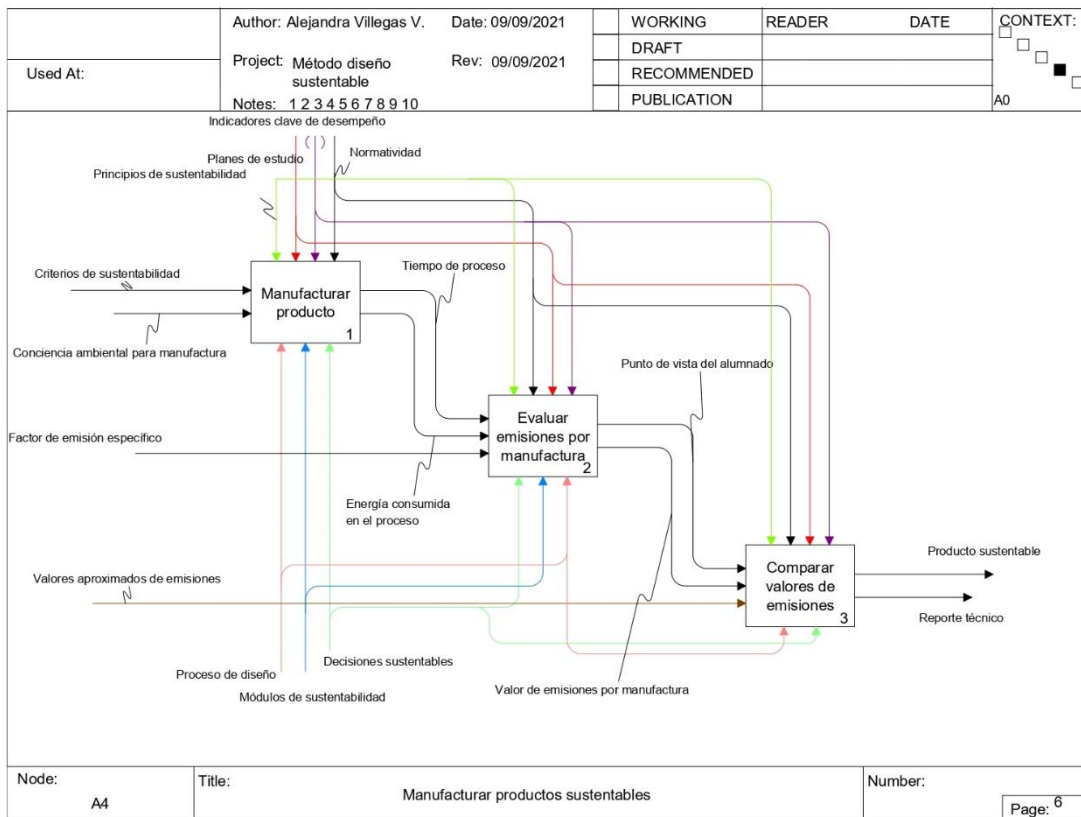 Used At:
Author: Alejandra Villegas V.
Date: 09/09/2021
Project: Método diseño
sustentable
Rev: 09/09/2021
Notes: 1 2 3 4 5 6 7 8 9 10
WORKING
DRAFT
RECOMMENDED
PUBLICATION
READER
DATE
CONTEXT:
A0
Indicadores clave de desempeño
Planes de estudio
Normatividad
Principios de sustentabilidad
Criterios de sustentabilidad
Manufacturar
producto
1
Tiempo de proceso
Conciencia ambiental para manufactura
Punto de vista del alumnado
Factor de emisión específico
Evaluar
emisiones por
manufactura
2
Energía consumida
en el proceso
Valores aproximados de emisiones
Comparar
valores de
emisiones
3
Producto sustentable
Reporte técnico
Decisiones sustentables
Proceso de diseño
Módulos de sustentabilidad
Valor de emisiones por manufactura
Node:
A4
Title:
Manufacturar productos sustentables
Number:
Page: 6